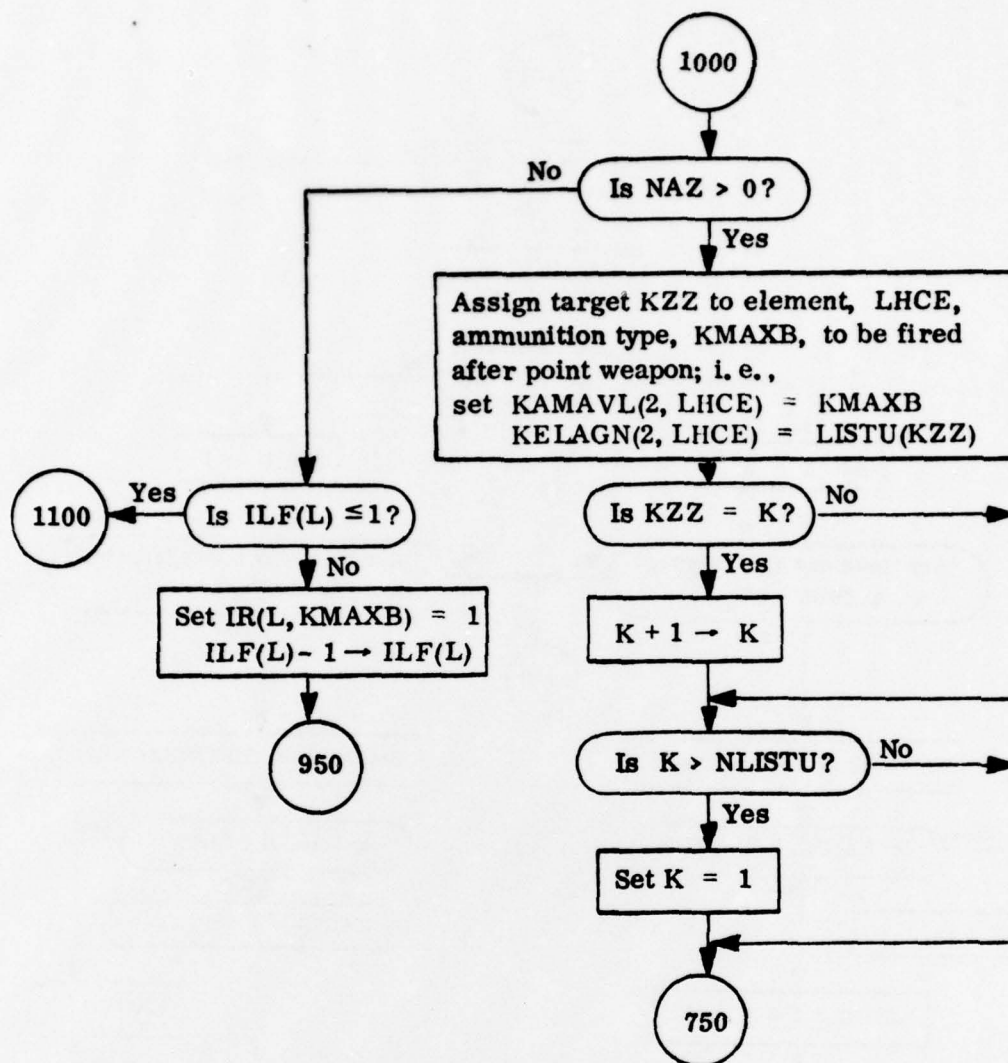 1000
Is NAZ > 0?
No
Yes
Assign target KZZ to element, LHCE,
ammunition type, KMAXB, to be fired
after point weapon; i.e.,
set KAMAVL(2, LHCE) = KMAXB
KELAGN(2, LHCE) = LISTU(KZZ)
1100
Yes
Is ILF(L) ≤ 1?
No
Set IR(L, KMAXB) = 1
ILF(L) - 1 → ILF(L)
950
Is KZZ = K?
No
Yes
K + 1 → K
Is K > NLISTU?
No
Yes
Set K = 1
750